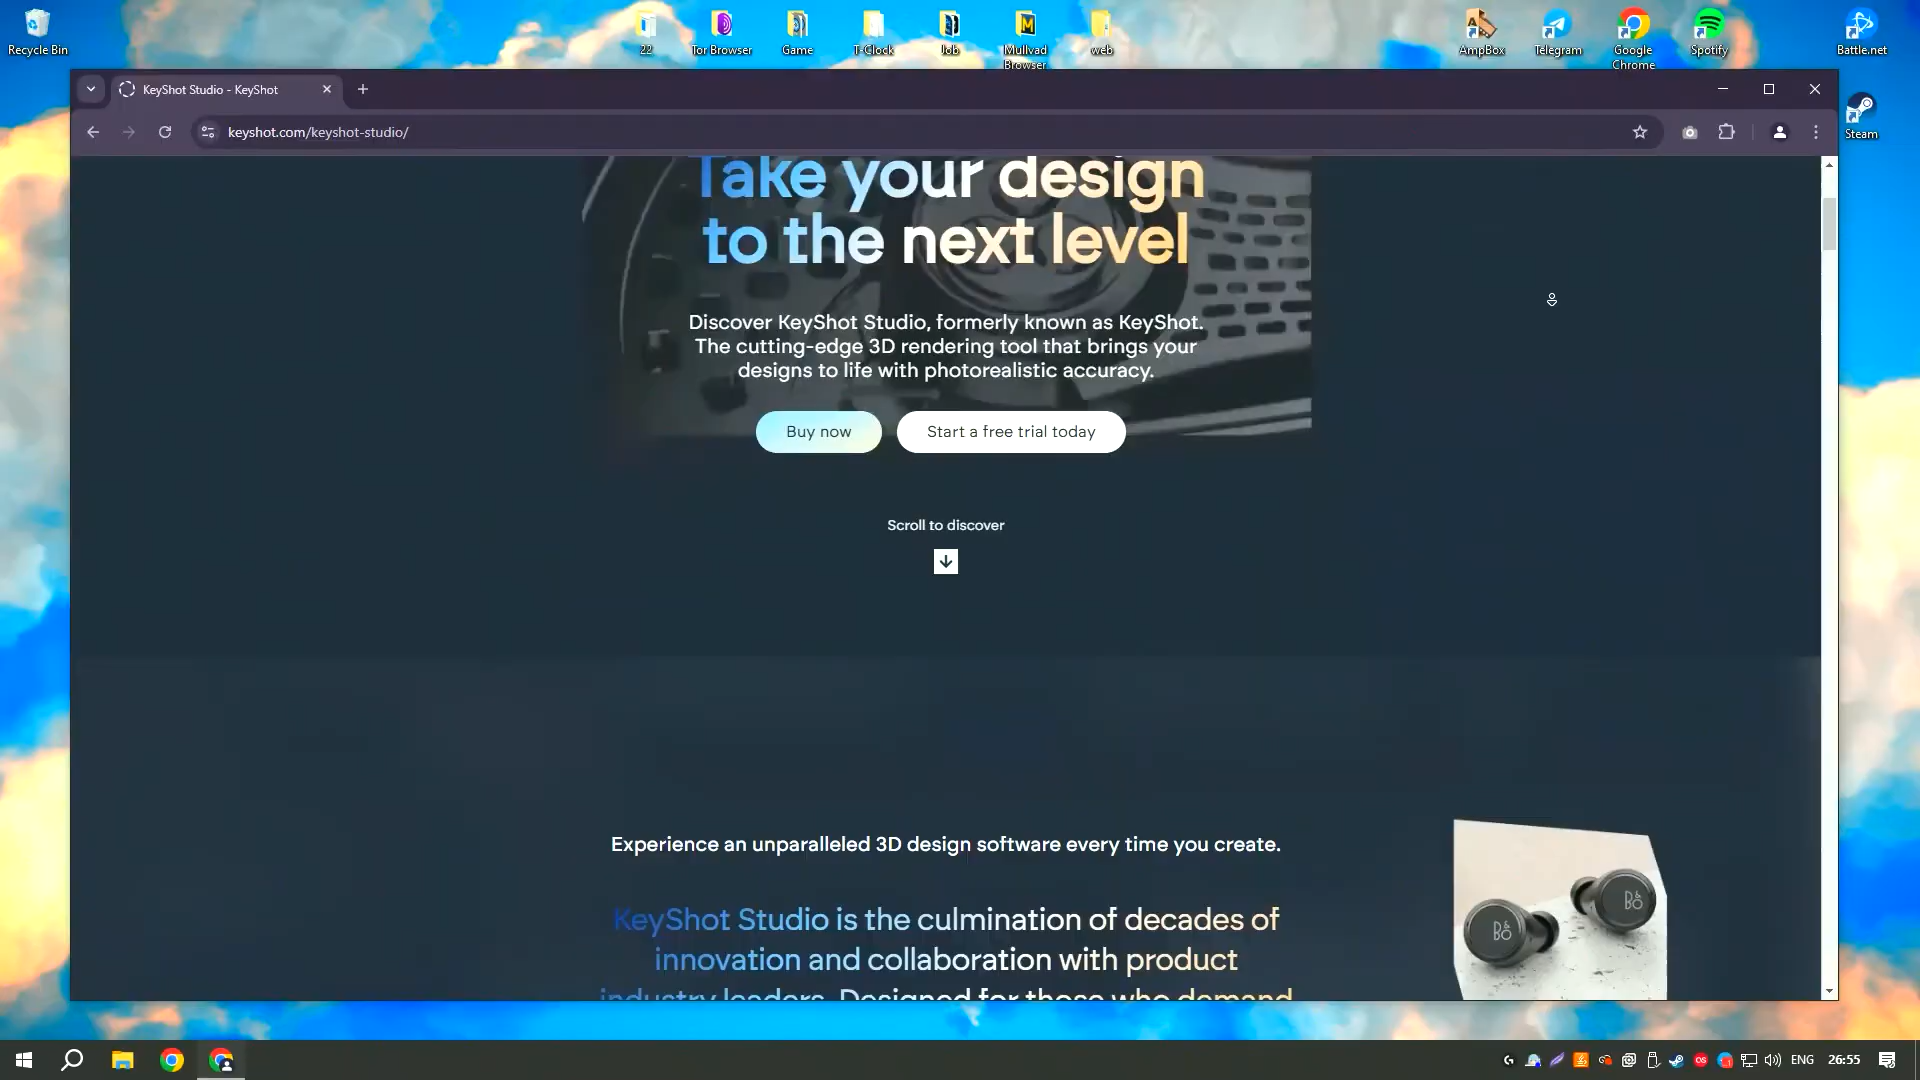 Recycle Bin
22
Tor Browser
Game
T-Clock
Job
Mullvad
Browser
web
AmpBox
Telegram
Google
Chrome
Spotify
Battle.net
Steam
KeyShot Studio - KeyShot
keyshot.com/keyshot-studio/
Take your design
to the next level
Discover KeyShot Studio, formerly known as KeyShot.
The cutting-edge 3D rendering tool that brings your
designs to life with photorealistic accuracy.
Buy now
Start a free trial today
Scroll to discover
Experience an unparalleled 3D design software every time you create.
KeyShot Studio is the culmination of decades of
innovation and collaboration with product
industry leaders. Designed for those who demand
B&O
B&O
ENG
26:55